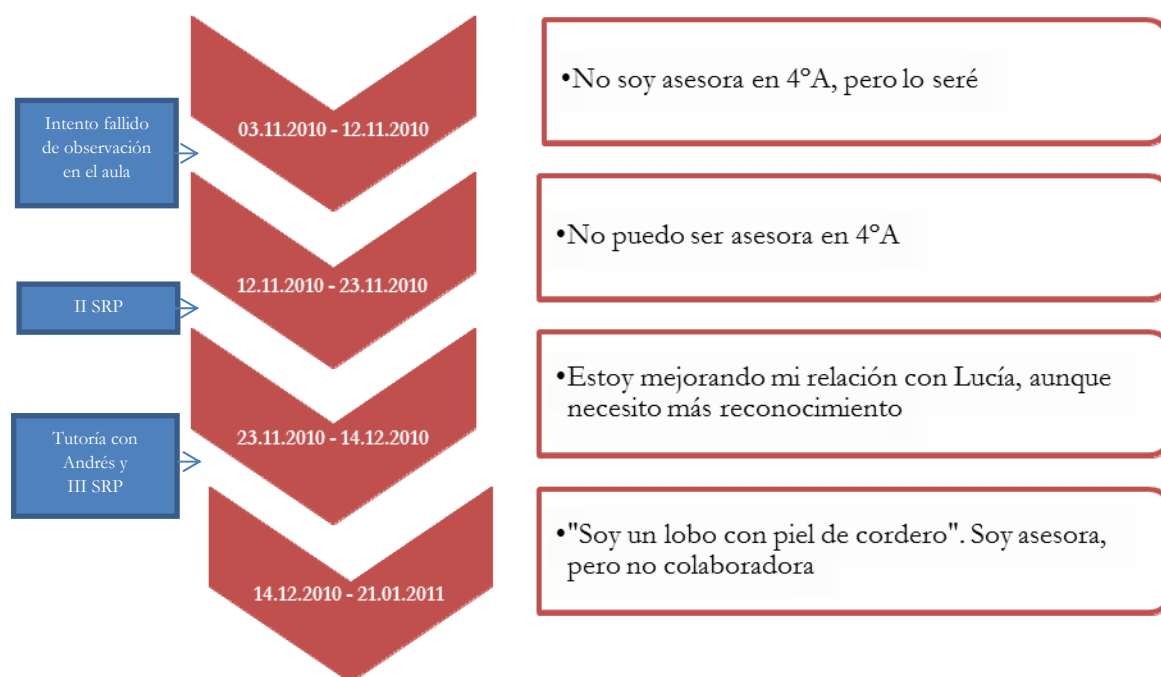 •No soy asesora en 4ºA, pero lo seré
03.11.2010 - 12.11.2010
Intento fallido
de observación
en el aula
•No puedo ser asesora en 4ºA
12.11.2010 - 23.11.2010
II SRP
•Estoy mejorando mi relación con Lucía, aunque
necesito más reconocimiento
23.11.2010 - 14.12.2010
Tutoría con
Andrés y
III SRP
•"Soy un lobo con piel de cordero". Soy asesora,
pero no colaboradora
14.12.2010 - 21.01.2011